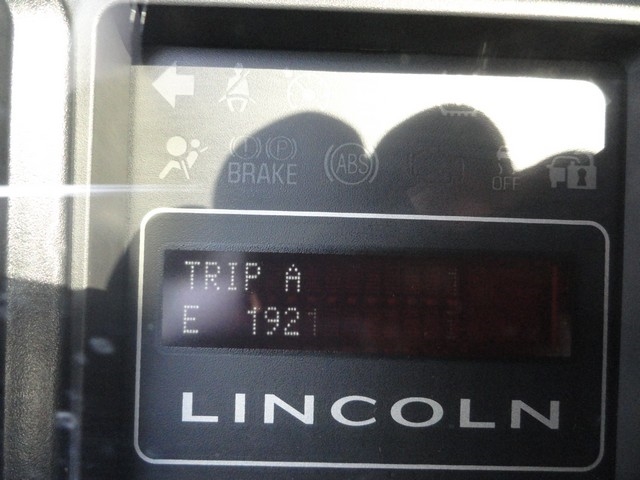 (!) (P)
BRAKE
(ABS)
OFF
TRIP A
E 1921
LINCOLN